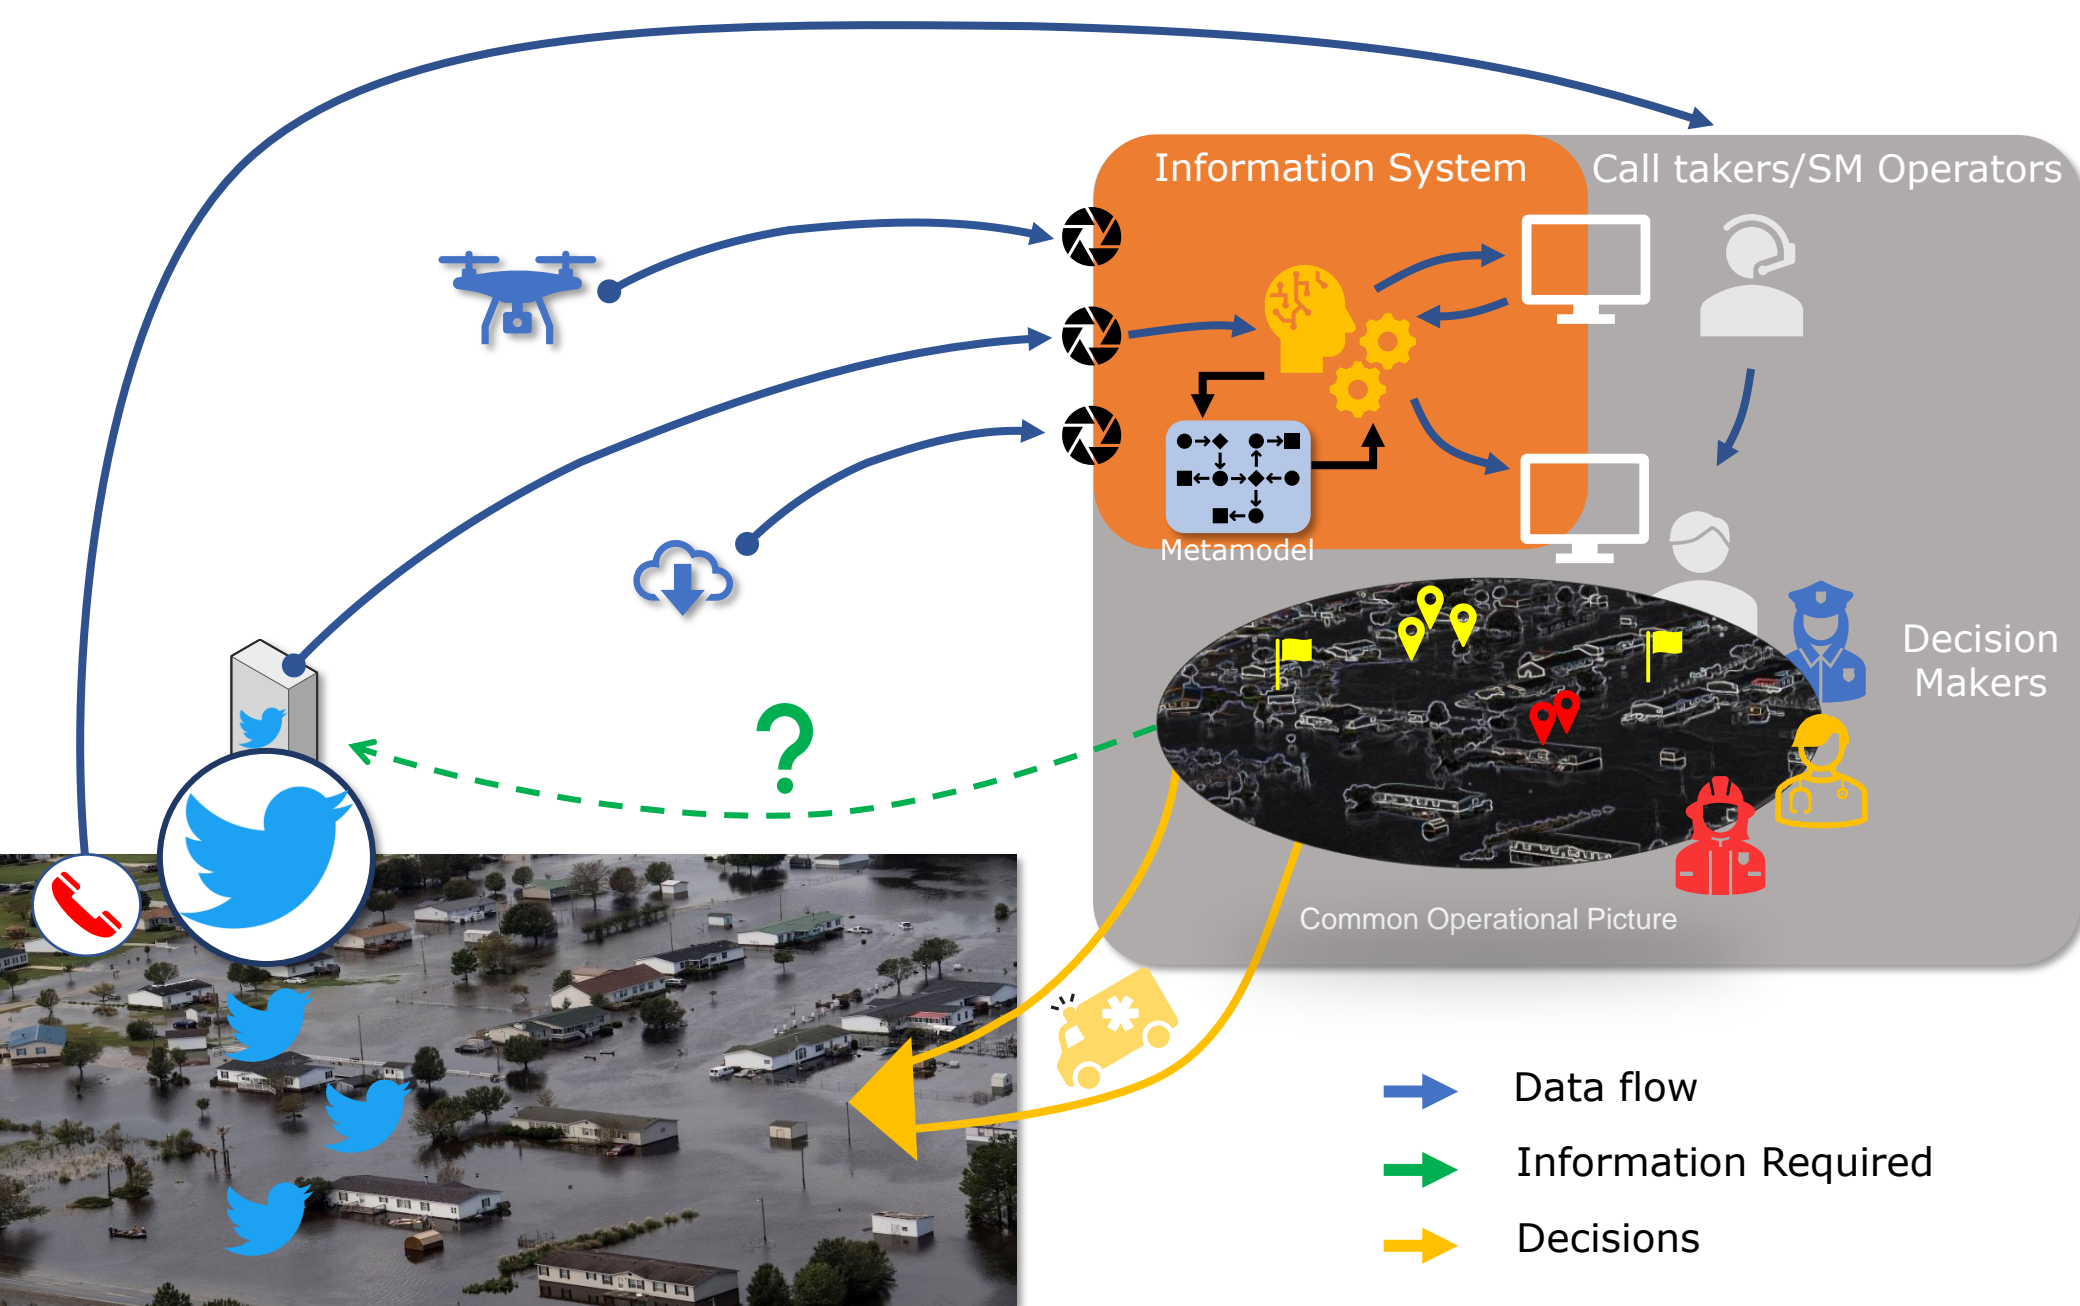 Information System
Call takers/SM Operators
Metamodel
Decision
Makers
?
Common Operational Picture
Data flow
Information Required
Decisions